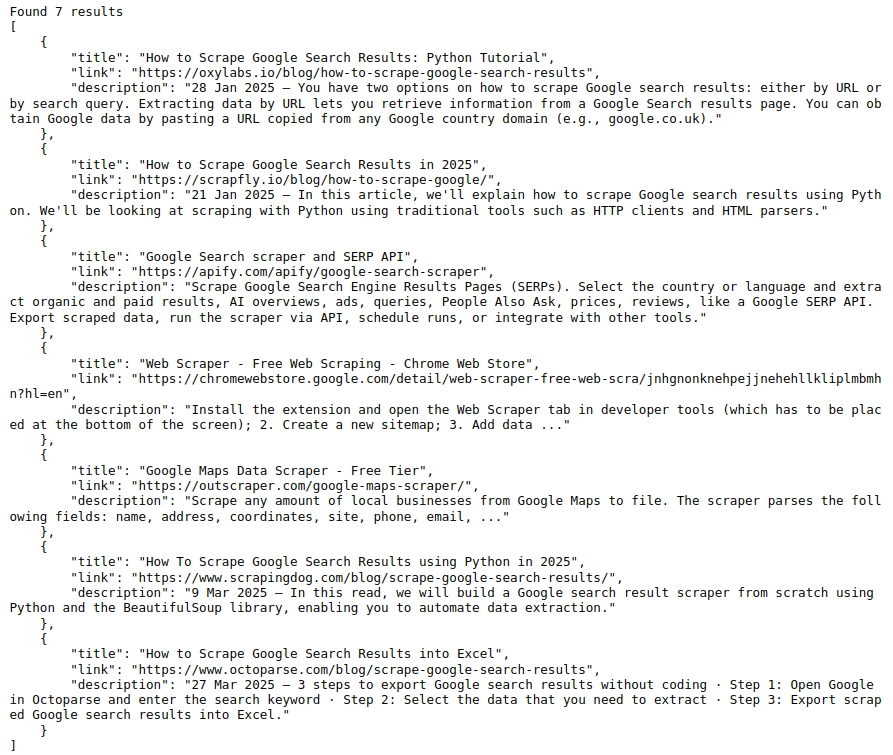 Found 7 results
[
    {
        "title": "How to Scrape Google Search Results: Python Tutorial",
        "link": "https://oxylabs.io/blog/how-to-scrape-google-search-results",
        "description": "28 Jan 2025 — You have two options on how to scrape Google search results: either by URL or
by search query. Extracting data by URL lets you retrieve information from a Google Search results page. You can ob
tain Google data by pasting a URL copied from any Google country domain (e.g., google.co.uk)."
    },
    {
        "title": "How to Scrape Google Search Results in 2025",
        "link": "https://scrapfly.io/blog/how-to-scrape-google/",
        "description": "21 Jan 2025 — In this article, we'll explain how to scrape Google search results using Pyth
on. We'll be looking at scraping with Python using traditional tools such as HTTP clients and HTML parsers."
    },
    {
        "title": "Google Search scraper and SERP API",
        "link": "https://apify.com/apify/google-search-scraper",
        "description": "Scrape Google Search Engine Results Pages (SERPs). Select the country or language and extra
ct organic and paid results, AI overviews, ads, queries, People Also Ask, prices, reviews, like a Google SERP API.
Export scraped data, run the scraper via API, schedule runs, or integrate with other tools."
    },
    {
        "title": "Web Scraper - Free Web Scraping - Chrome Web Store",
        "link": "https://chromewebstore.google.com/detail/web-scraper-free-web-scra/jnhgnonknehpejjnehehllkliplmbmh
n?hl=en",
        "description": "Install the extension and open the Web Scraper tab in developer tools (which has to be plac
ed at the bottom of the screen); 2. Create a new sitemap; 3. Add data ..."
    },
    {
        "title": "Google Maps Data Scraper - Free Tier",
        "link": "https://outscraper.com/google-maps-scraper/",
        "description": "Scrape any amount of local businesses from Google Maps to file. The scraper parses the foll
owing fields: name, address, coordinates, site, phone, email, ..."
    },
    {
        "title": "How To Scrape Google Search Results using Python in 2025",
        "link": "https://www.scrapingdog.com/blog/scrape-google-search-results/",
        "description": "9 Mar 2025 — In this read, we will build a Google search result scraper from scratch using
Python and the BeautifulSoup library, enabling you to automate data extraction."
    },
    {
        "title": "How to Scrape Google Search Results into Excel",
        "link": "https://www.octoparse.com/blog/scrape-google-search-results",
        "description": "27 Mar 2025 — 3 steps to export Google search results without coding · Step 1: Open Google
in Octoparse and enter the search keyword · Step 2: Select the data that you need to extract · Step 3: Export scrap
ed Google search results into Excel."
    }
]